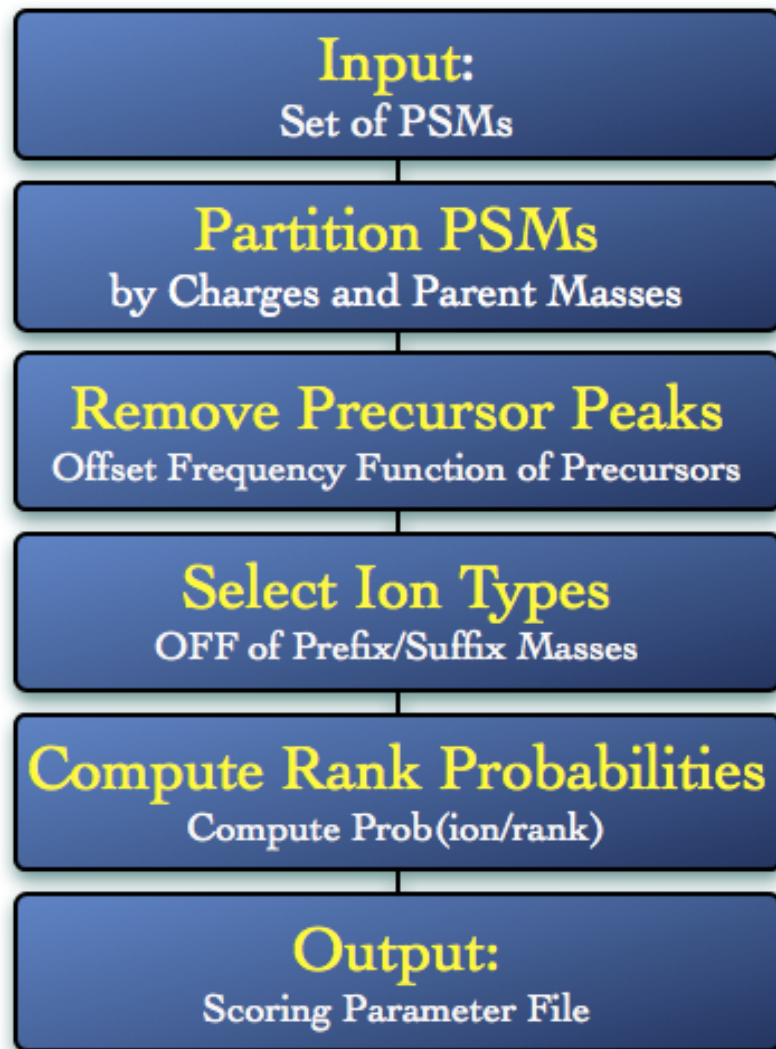 Input:
Set of PSMs
Partition PSMs
by Charges and Parent Masses
Remove Precursor Peaks
Offset Frequency Function of Precursors
Select Ion Types
OFF of Prefix/Suffix Masses
Compute Rank Probabilities
Compute Prob(ion/rank)
Output:
Scoring Parameter File